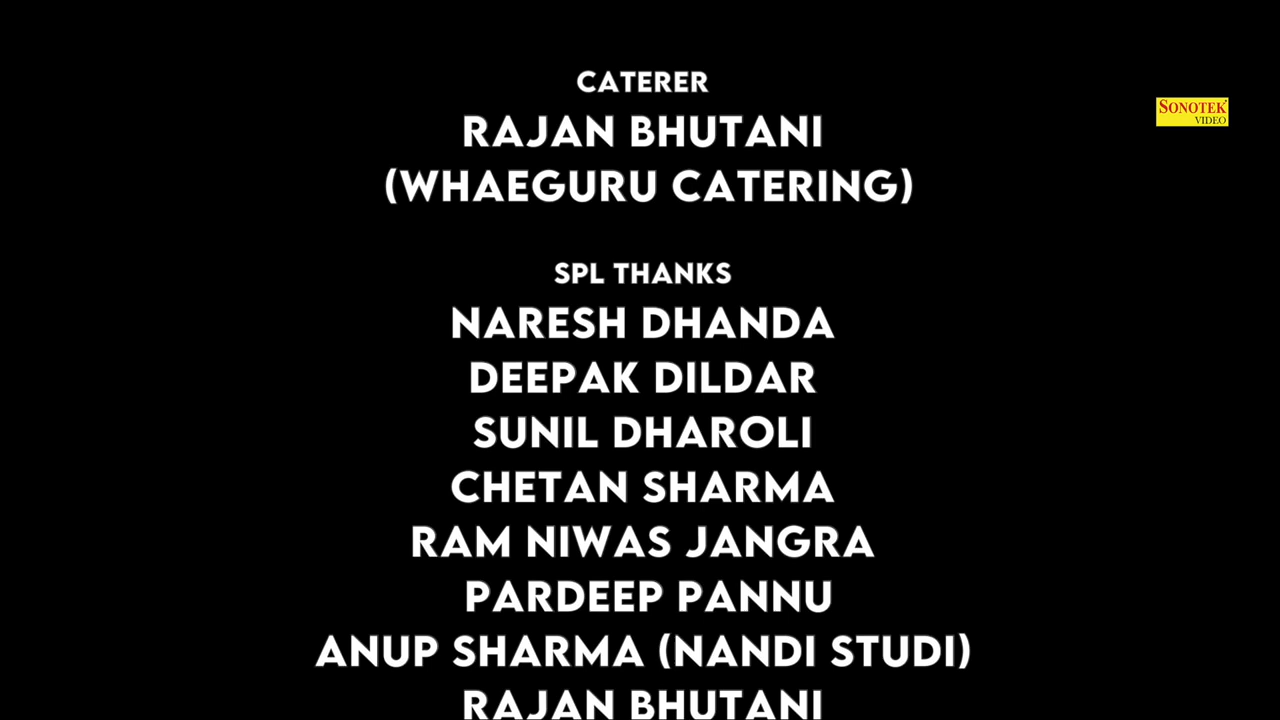 CATERER
RAJAN BHUTANI
(WHAEGURU CATERING)
SONOTEK
VIDEO
SPL THANKS
NARESH DHANDA
DEEPAK DILDAR
SUNIL DHAROLI
CHETAN SHARMA
RAM NIWAS JANGRA
PARDEEP PANNU
ANUP SHARMA (NANDI STUDI)
RAJAN BHUTANI